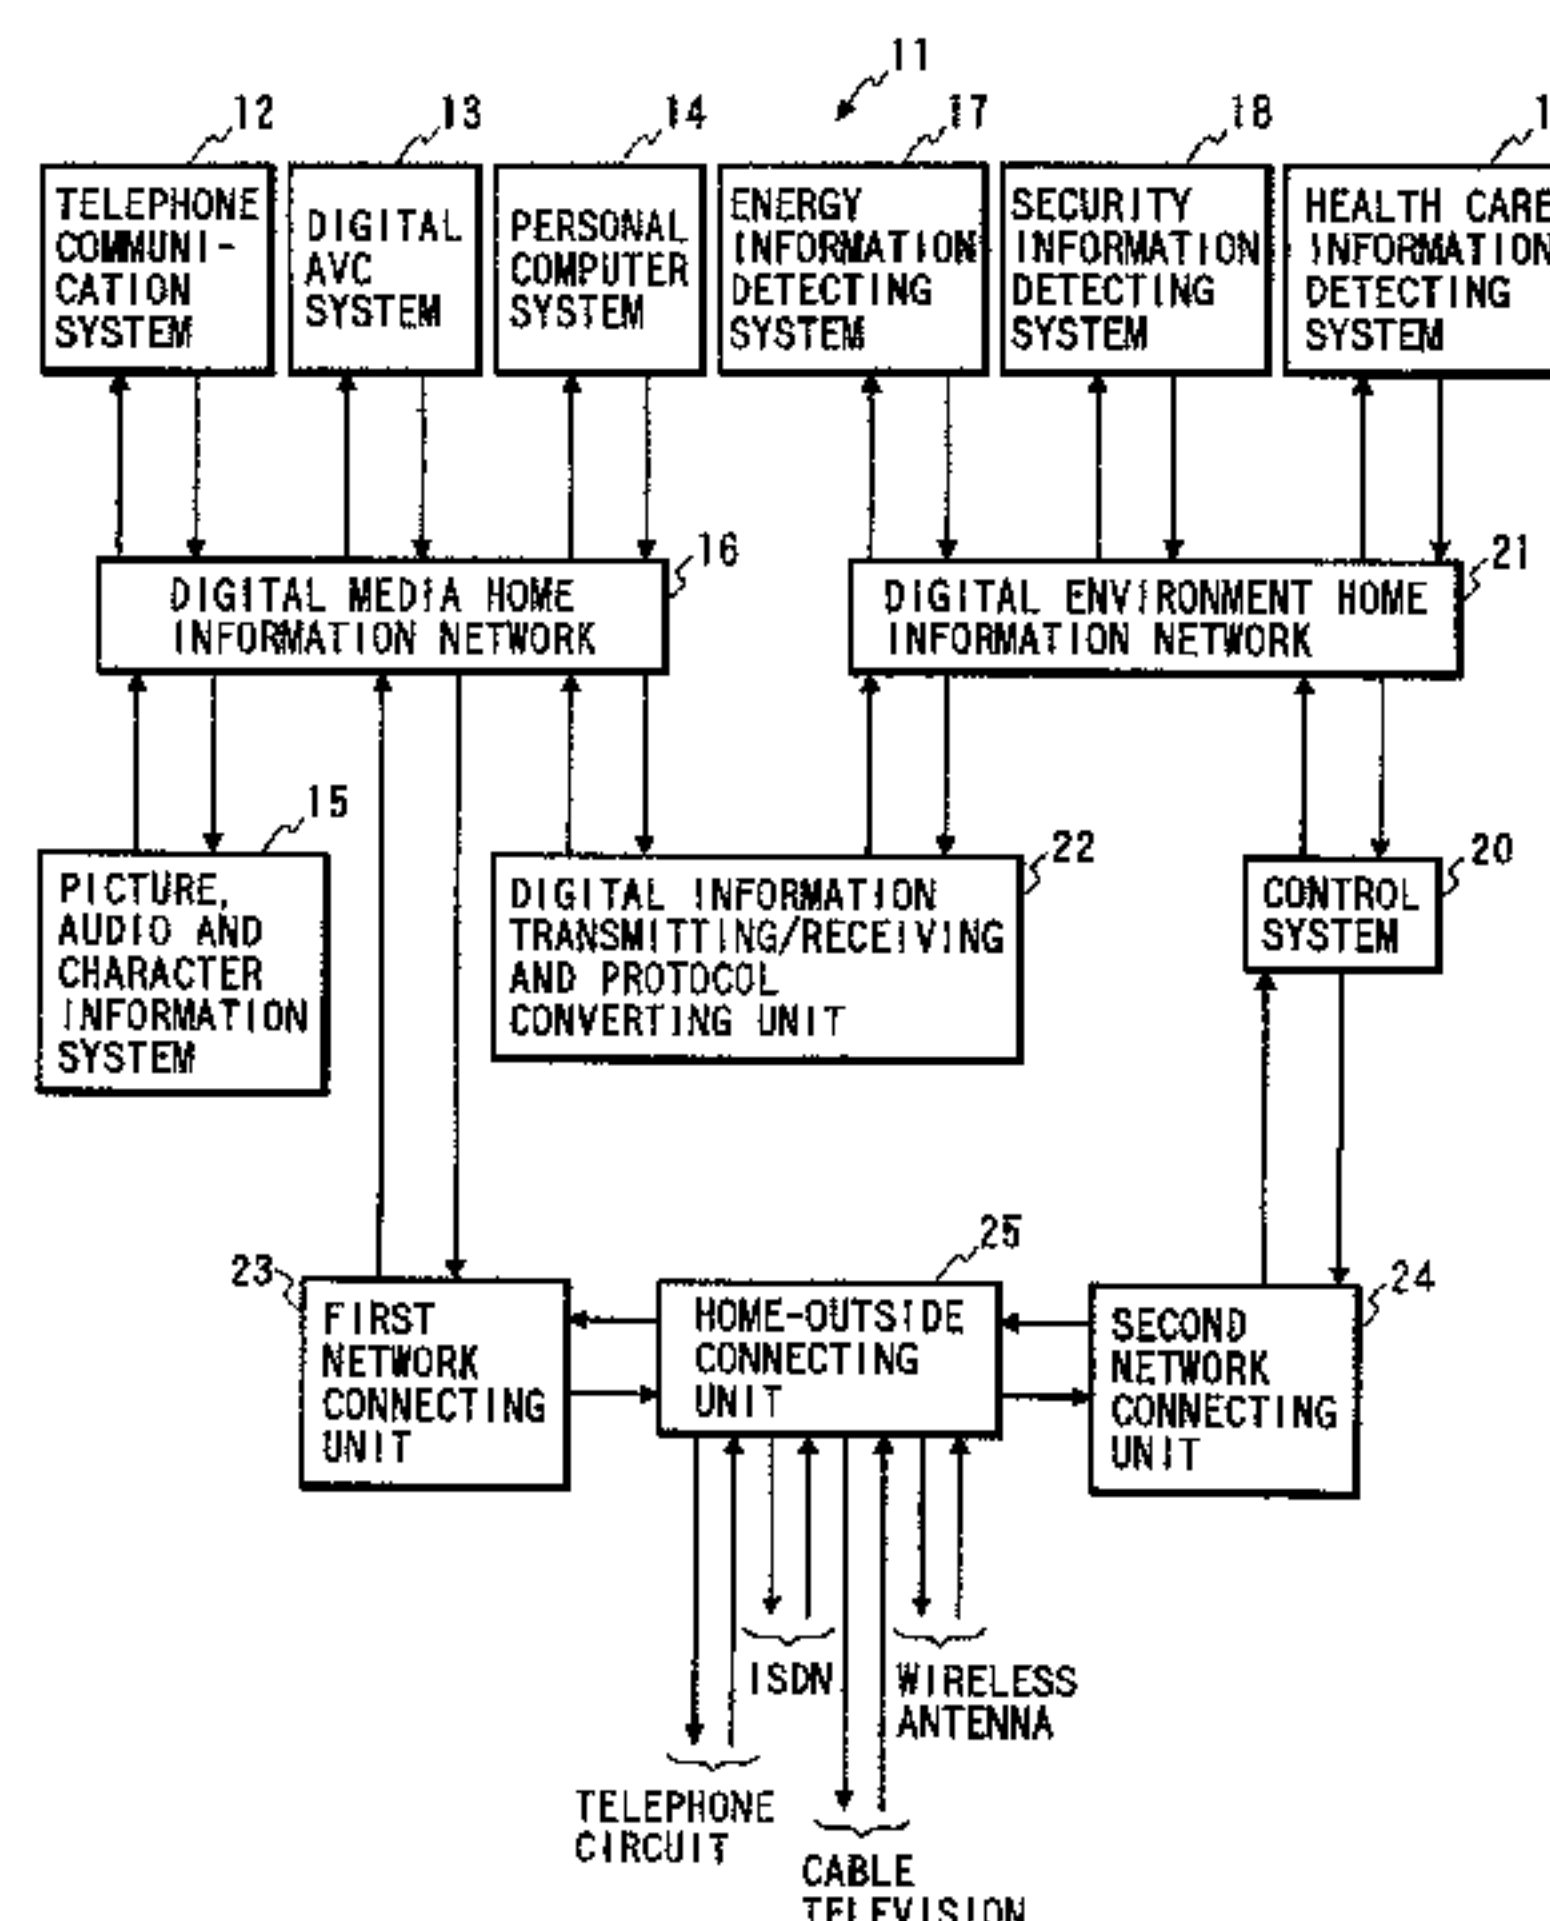 11
12
13
14
17
18
TELEPHONE
COMMUNI-
CATION
SYSTEM
DIGITAL
AVC
SYSTEM
PERSONAL
COMPUTER
SYSTEM
ENERGY
INFORMATION
DETECTING
SYSTEM
SECURITY
INFORMATION
DETECTING
SYSTEM
HEALTH CARE
INFORMATION
DETECTING
SYSTEM
16
DIGITAL MEDIA HOME
INFORMATION NETWORK
21
DIGITAL ENVIRONMENT HOME
INFORMATION NETWORK
15
PICTURE,
AUDIO AND
CHARACTER
INFORMATION
SYSTEM
22
DIGITAL INFORMATION
TRANSMITTING/RECEIVING
AND PROTOCOL
CONVERTING UNIT
20
CONTROL
SYSTEM
23
FIRST
NETWORK
CONNECTING
UNIT
25
HOME-OUTSIDE
CONNECTING
UNIT
24
SECOND
NETWORK
CONNECTING
UNIT
ISDN
WIRELESS
ANTENNA
TELEPHONE
CIRCUIT
CABLE
TELEVISION